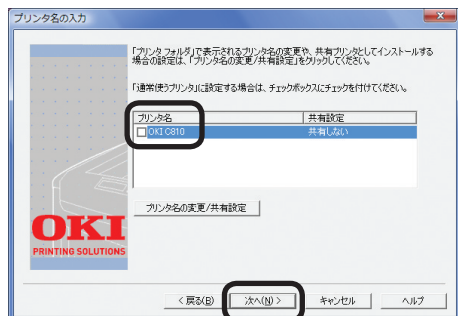 プリンタ名の入力
「プリンタ フォルダ」で表示されるプリンタ名の変更や、共有プリンタとしてインストールする
場合の設定は、「プリンタ名の変更/共有設定」をクリックしてください。
「通常使うプリンタ」に設定する場合は、チェックボックスにチェックを付けてください。
プリンタ名 共有設定
OKI C810 共有しない
プリンタ名の変更/共有設定
OKI
PRINTING SOLUTIONS
< 戻る(B) 次へ(N) > キャンセル ヘルプ